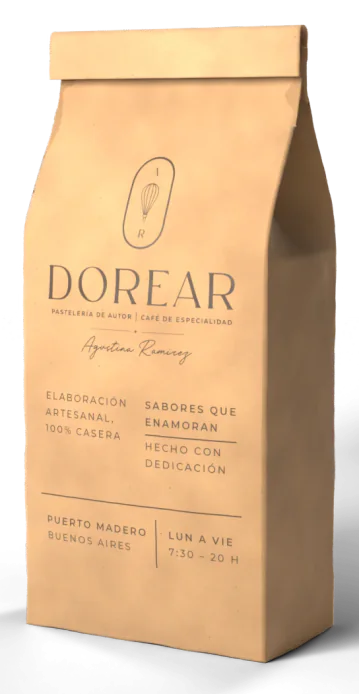 A
R
DOREAR
PASTELERÍA DE AUTOR | CAFÉ DE ESPECIALIDAD
Agustina Ramirez
ELABORACIÓN
ARTESANAL,
100% CASERA
SABORES QUE
ENAMORAN
HECHO CON
DEDICACIÓN
PUERTO MADERO
BUENOS AIRES
LUN A VIE
7:30 – 20 H